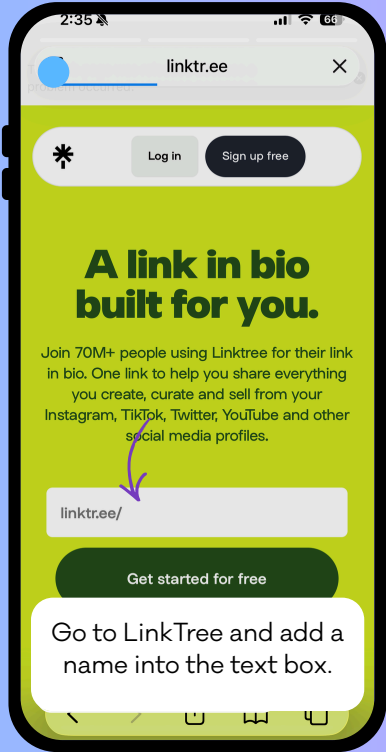 2:35
66
linktr.ee
Log in
Sign up free
A link in bio
built for you.
Join 70M+ people using Linktree for their link
in bio. One link to help you share everything
you create, curate and sell from your
Instagram, TikTok, Twitter, YouTube and other
social media profiles.
linktr.ee/
Get started for free
Go to LinkTree and add a
name into the text box.